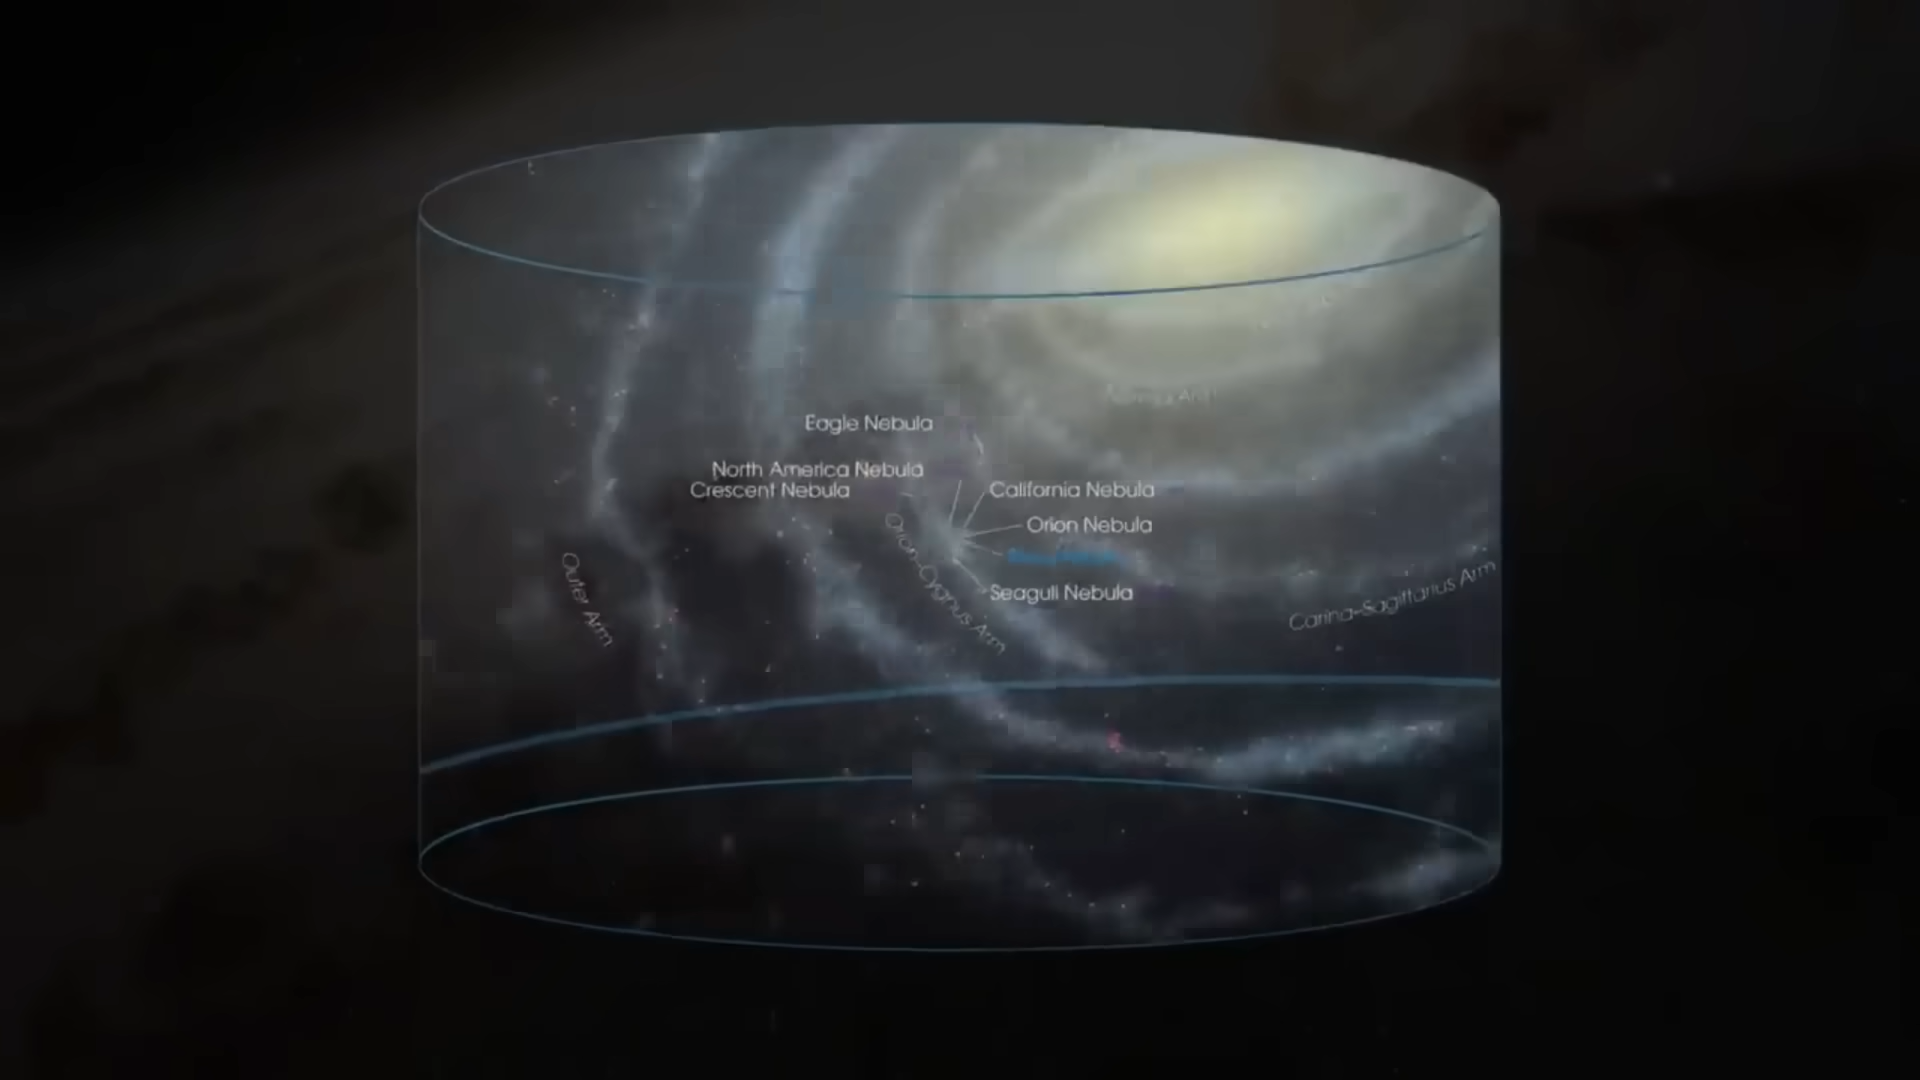 Eagle Nebula
North America Nebula
Crescent Nebula
California Nebula
Orion Nebula
Seagull Nebula
Orion-Cygnus Arm
Outer Arm
Carina-Sagittarius Arm